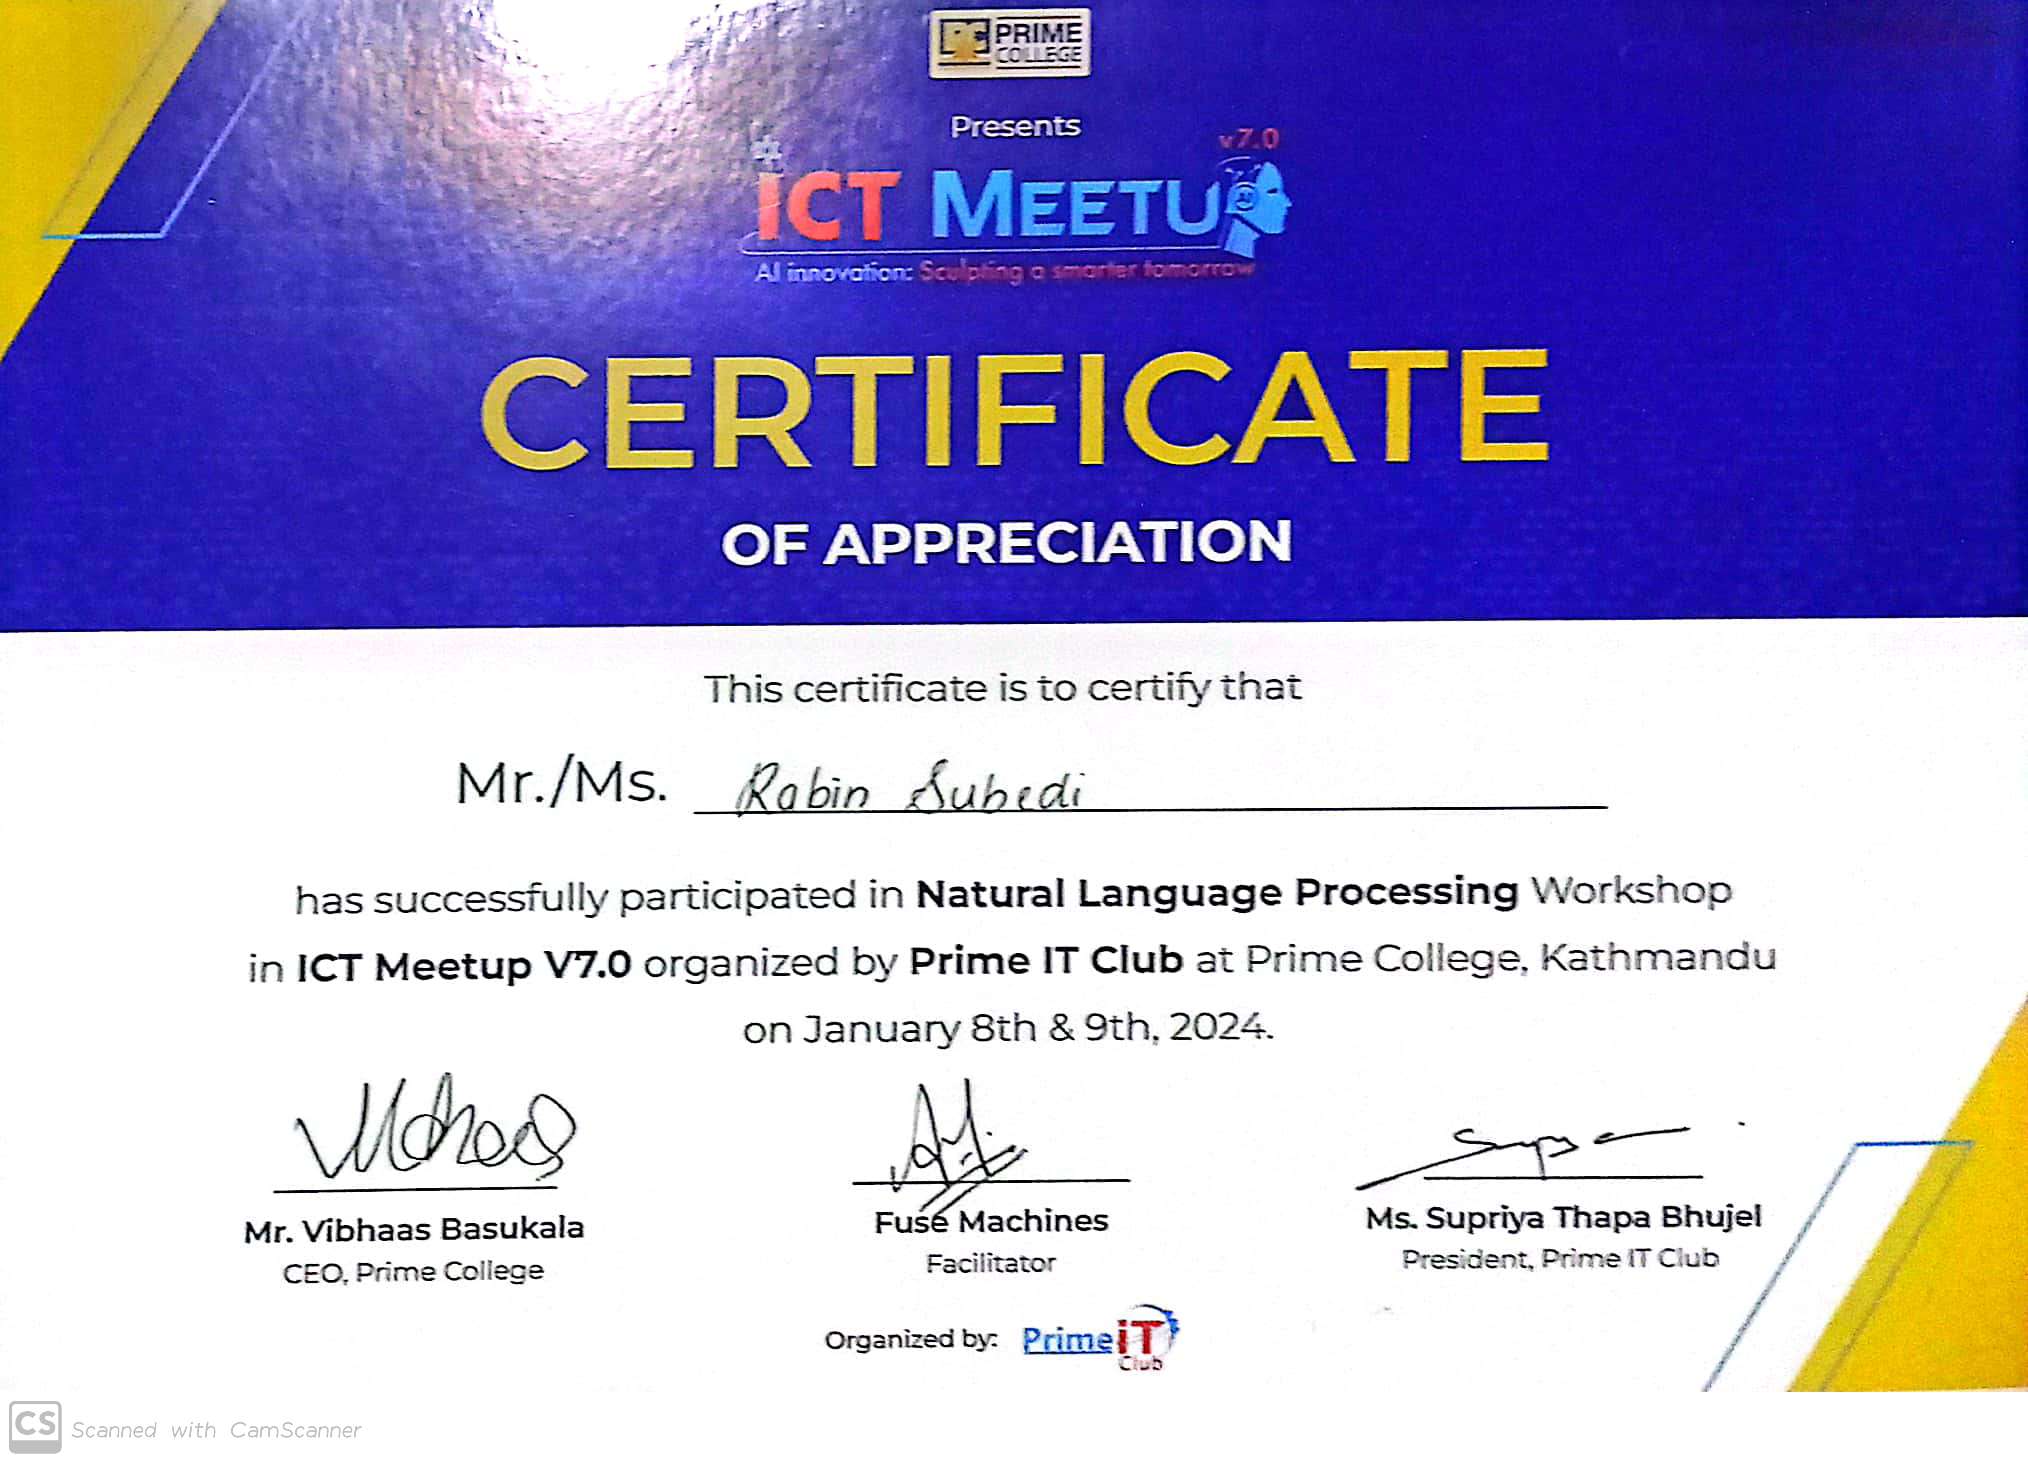 PRIME
COLLEGE
Presents
v7.0
ICT MEETUP
AI innovation: Sculpting a smarter tomorrow
CERTIFICATE
OF APPRECIATION
This certificate is to certify that
Mr./Ms. Rabin Subedi
has successfully participated in Natural Language Processing Workshop
in ICT Meetup V7.0 organized by Prime IT Club at Prime College, Kathmandu
on January 8th & 9th, 2024.
Mr. Vibhaas Basukala
CEO, Prime College
Fuse Machines
Facilitator
Ms. Supriya Thapa Bhujel
President, Prime IT Club
Organized by: Prime iT Club
CS Scanned with CamScanner